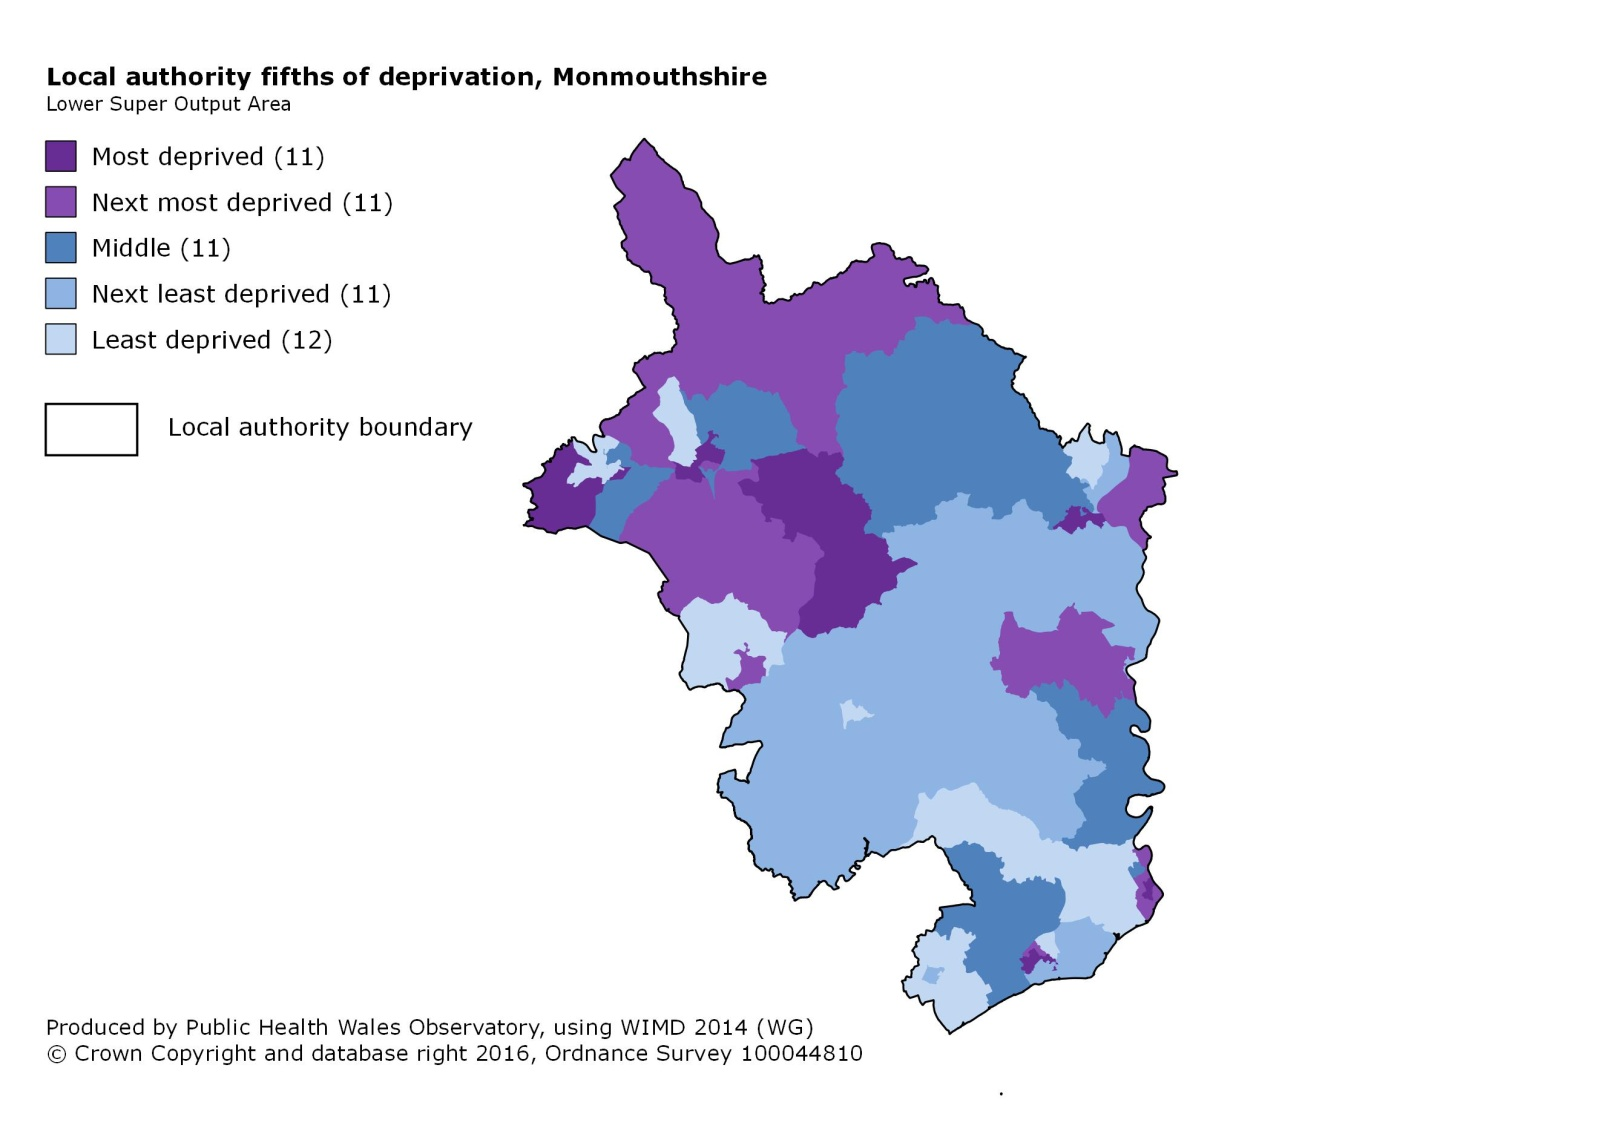 Local authority fifths of deprivation, Monmouthshire
Lower Super Output Area
Most deprived (11)
Next most deprived (11)
Middle (11)
Next least deprived (11)
Least deprived (12)
Local authority boundary
Produced by Public Health Wales Observatory, using WIMD 2014 (WG)
© Crown Copyright and database right 2016, Ordnance Survey 100044810
.